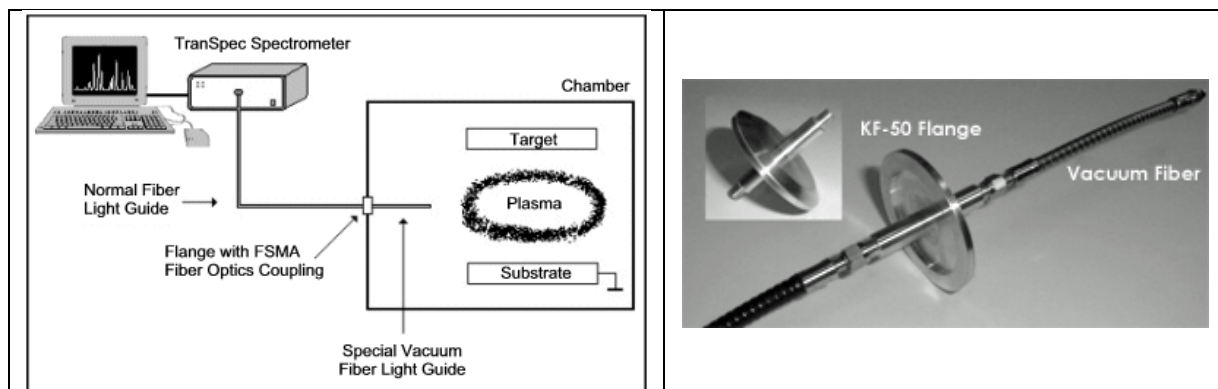 TranSpec Spectrometer
Chamber
Target
Plasma
Substrate
Normal Fiber
Light Guide
Flange with FSMA
Fiber Optics Coupling
Special Vacuum
Fiber Light Guide
KF-50 Flange
Vacuum Fiber